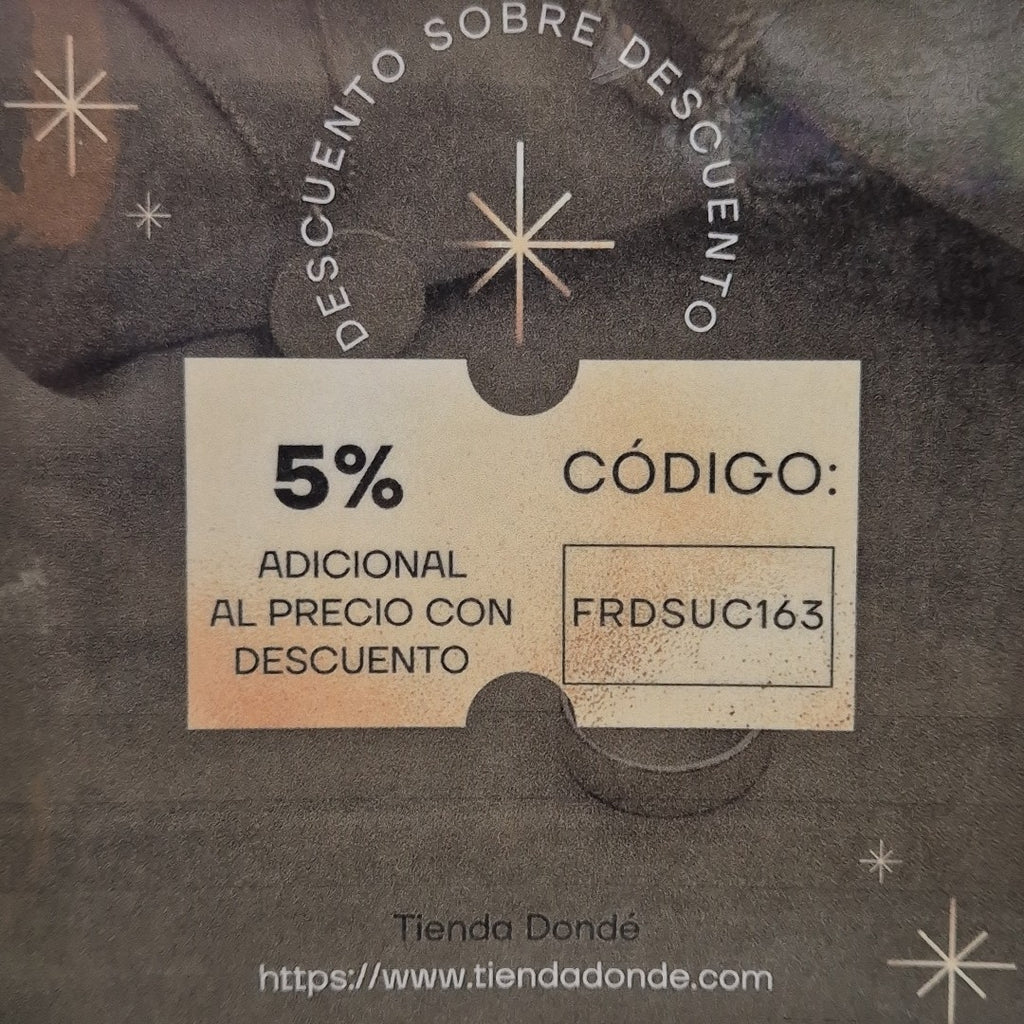 DESCUENTO SOBRE DESCUENTO
5%
ADICIONAL
AL PRECIO CON
DESCUENTO
CÓDIGO:
FRDSUC163
Tienda Dondé
https://www.tiendadonde.com